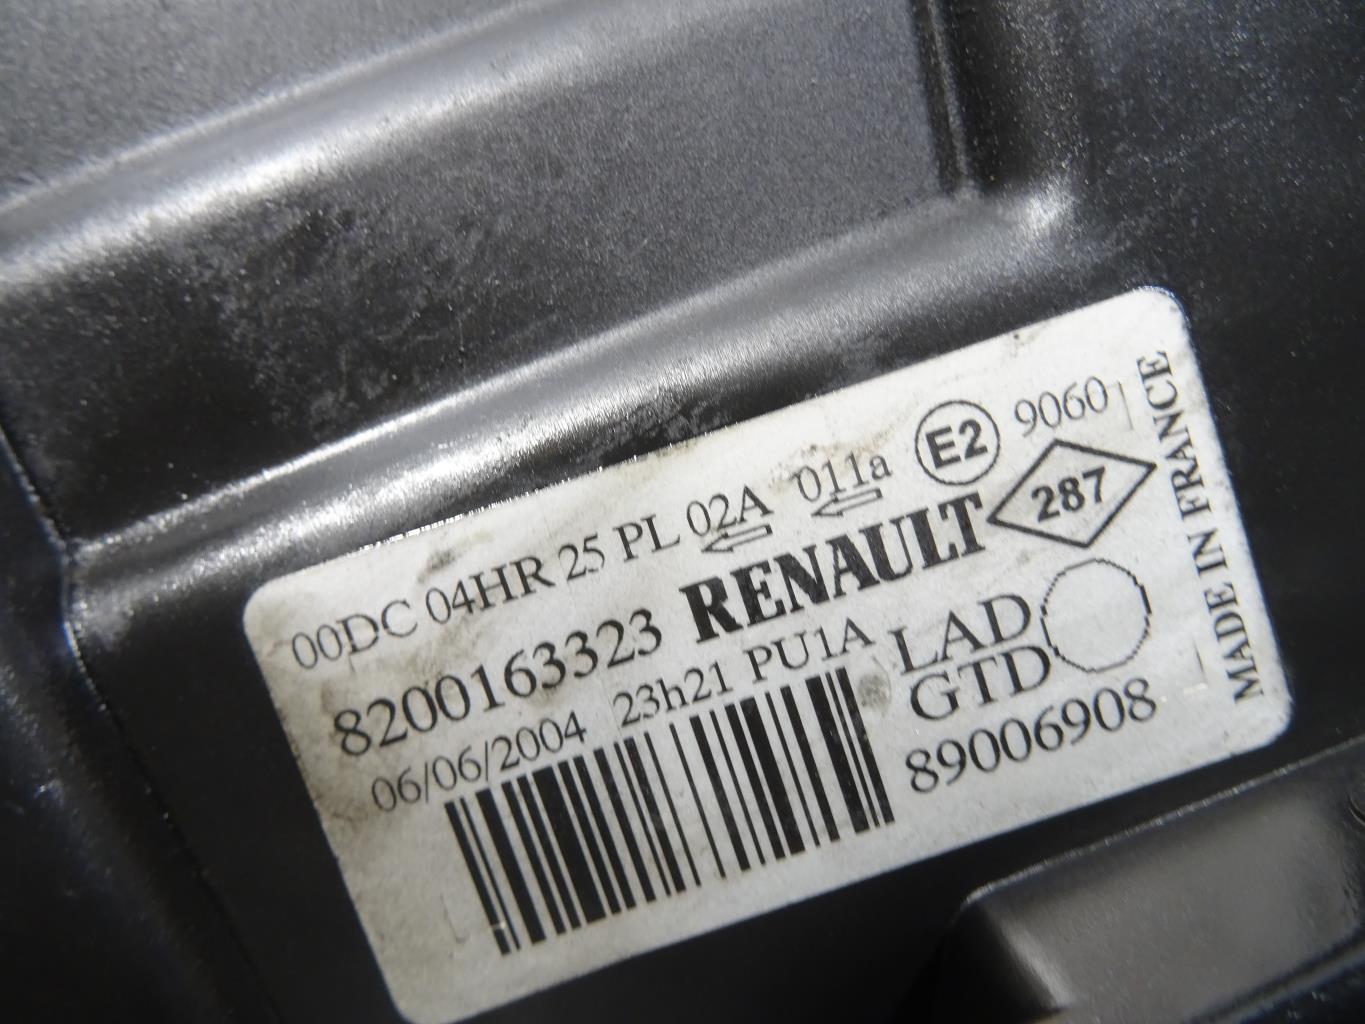 00DC 04HR 25 PL 02A 011a E2 9060
8200163323 RENAULT 287
06/06/2004 23h21 PU1A LAD
GTD
89006908
MADE IN FRANCE